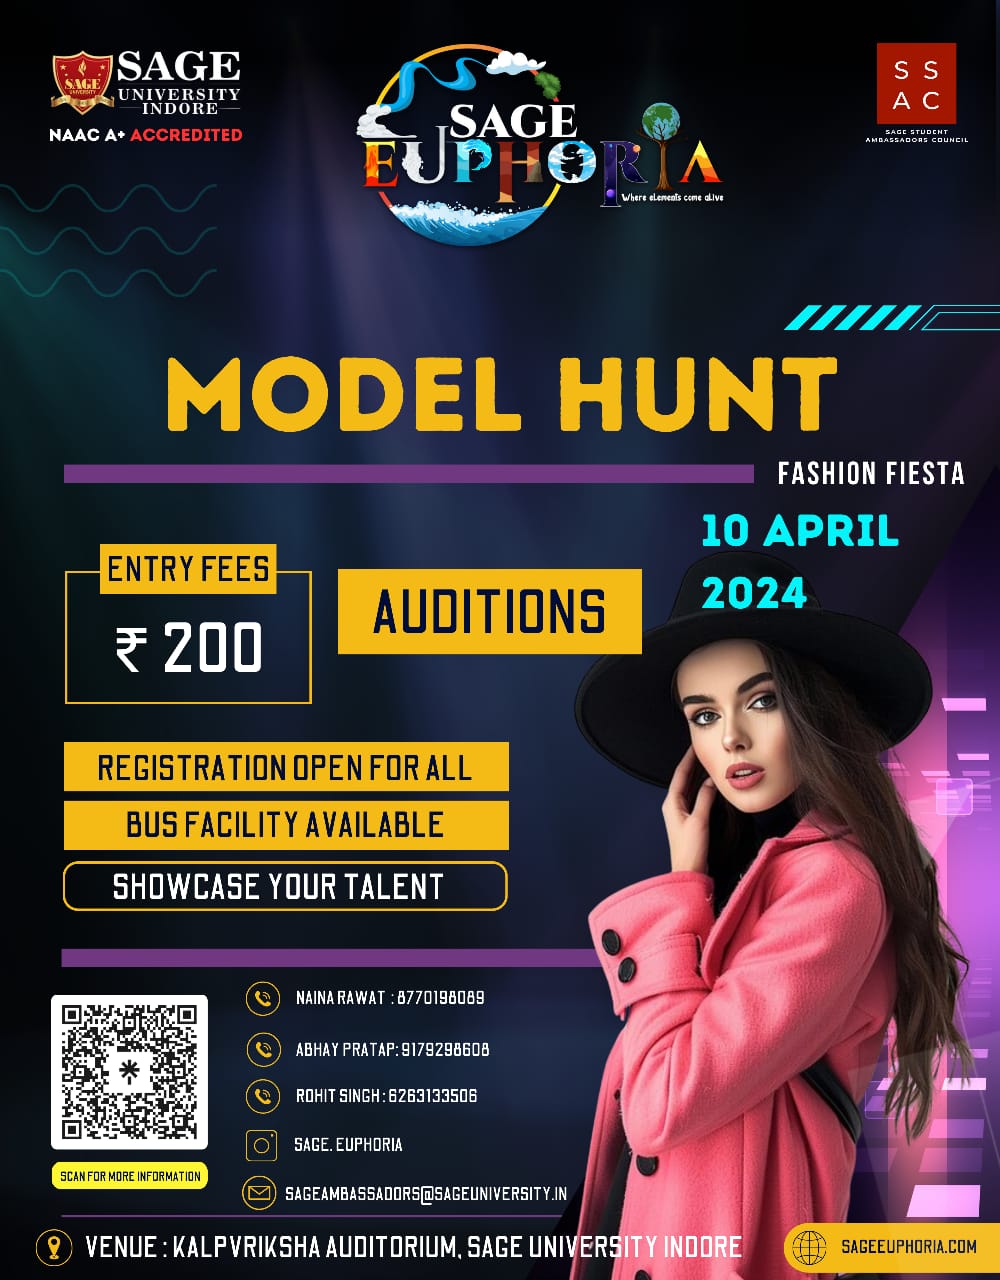 SAGE
UNIVERSITY
INDORE
NAAC A+ ACCREDITED
SAGE
UNIVERSITY
SAGE
EUPHORIA
Where elements come alive
S S
A C
SAGE STUDENT
AMBASSADORS COUNCIL
MODEL HUNT
FASHION FIESTA
10 APRIL
2024
ENTRY FEES
₹ 200
AUDITIONS
REGISTRATION OPEN FOR ALL
BUS FACILITY AVAILABLE
SHOWCASE YOUR TALENT
NAINA RAWAT : 8770198089
ABHAY PRATAP: 9179298608
ROHIT SINGH : 6263133506
SAGE. EUPHORIA
SAGEAMBASSADORS@SAGEUNIVERSITY.IN
SCAN FOR MORE INFORMATION
VENUE : KALPVRIKSHA AUDITORIUM, SAGE UNIVERSITY INDORE
SAGEEUPHORIA.COM